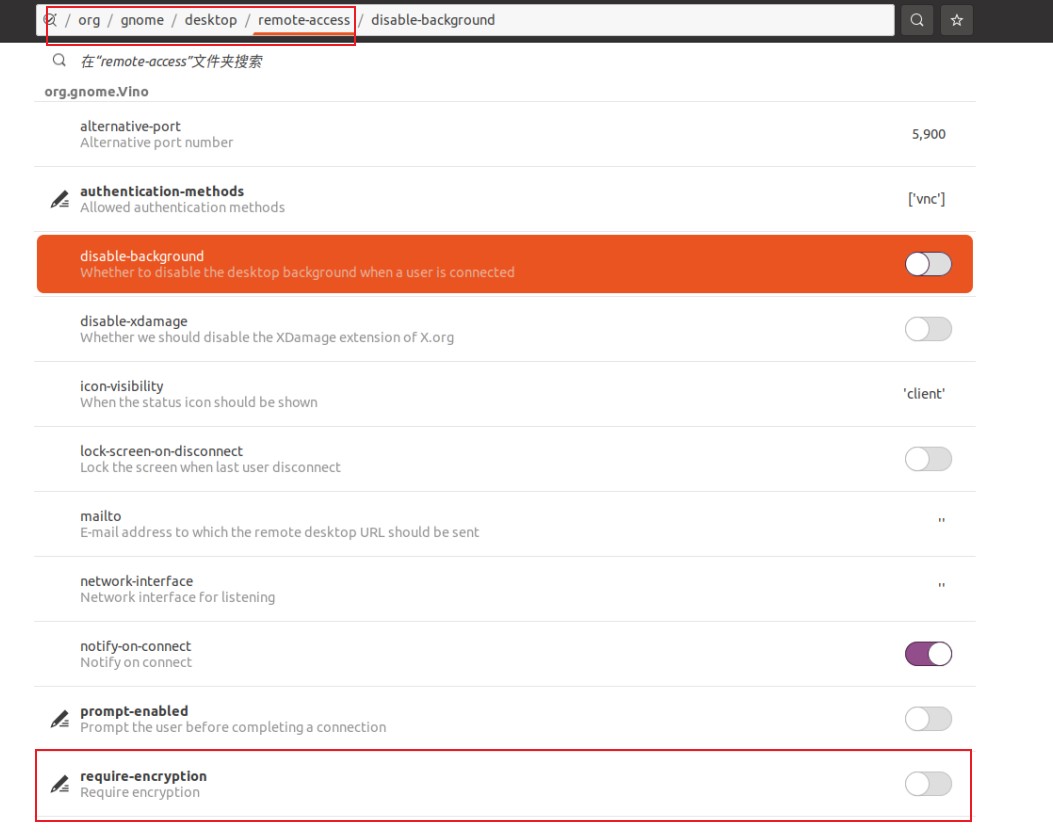 / org / gnome / desktop / remote-access / disable-background
在“remote-access”文件夹搜索
org.gnome.Vino
alternative-port
Alternative port number
5,900
authentication-methods
Allowed authentication methods
['vnc']
disable-background
Whether to disable the desktop background when a user is connected
disable-xdamage
Whether we should disable the XDamage extension of X.org
icon-visibility
When the status icon should be shown
'client'
lock-screen-on-disconnect
Lock the screen when last user disconnect
mailto
E-mail address to which the remote desktop URL should be sent
''
network-interface
Network interface for listening
''
notify-on-connect
Notify on connect
prompt-enabled
Prompt the user before completing a connection
require-encryption
Require encryption